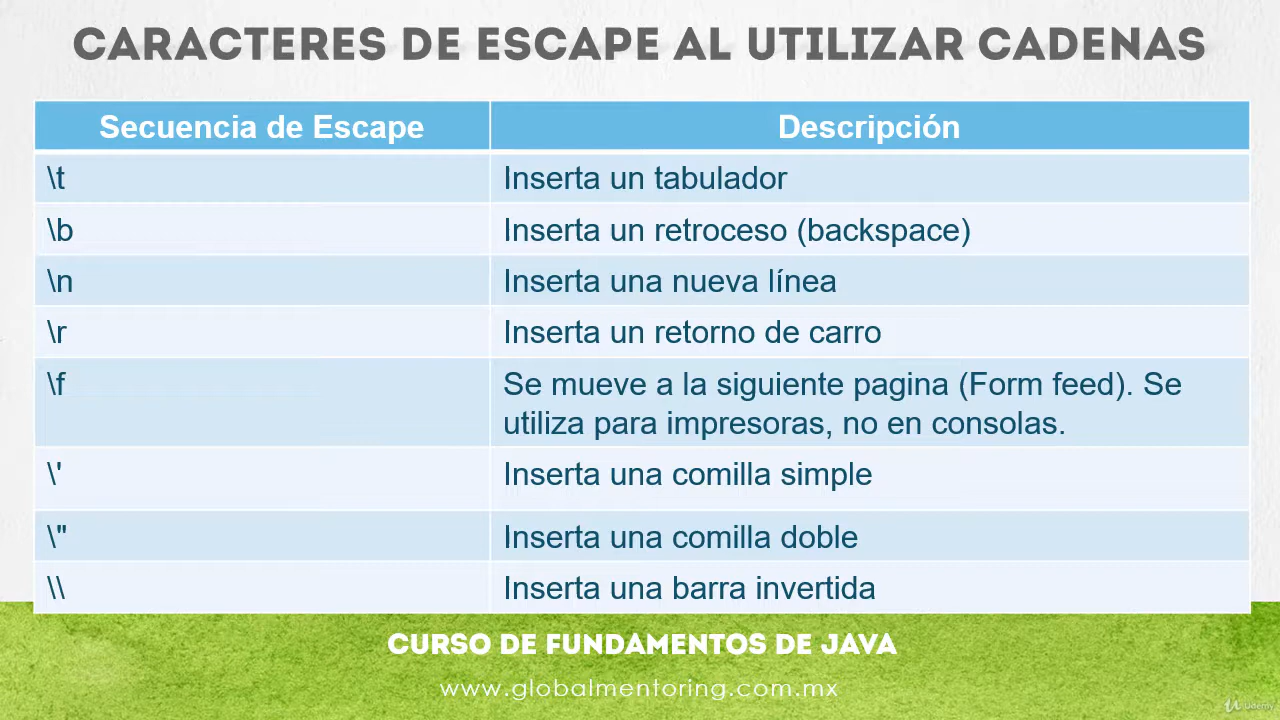 CARACTERES DE ESCAPE AL UTILIZAR CADENAS
Secuencia de Escape Descripción
\t Inserta un tabulador
\b Inserta un retroceso (backspace)
\n Inserta una nueva línea
\r Inserta un retorno de carro
\f Se mueve a la siguiente pagina (Form feed). Se
utiliza para impresoras, no en consolas.
\' Inserta una comilla simple
\" Inserta una comilla doble
\\ Inserta una barra invertida
CURSO DE FUNDAMENTOS DE JAVA
www.globalmentoring.com.mx
Udemy